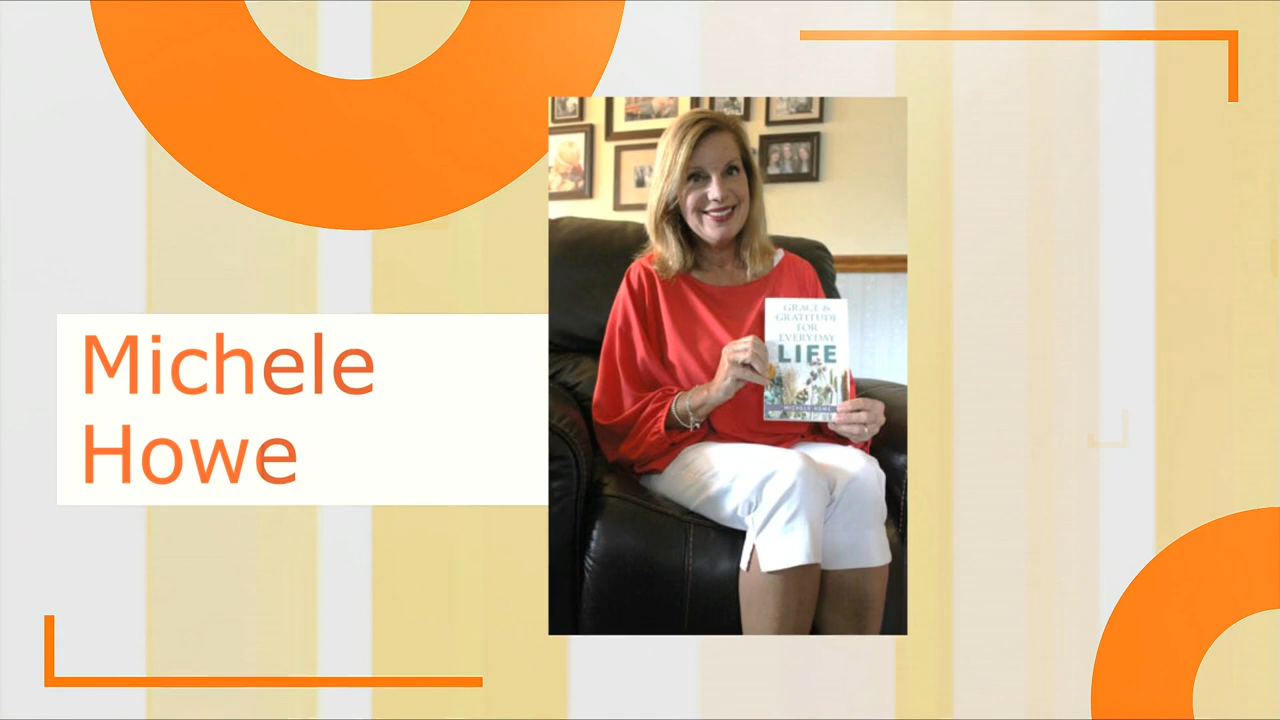 Michele
Howe
GRACE &
GRATITUDE
FOR
EVERYDAY
LIFE
MICHELE HOWE